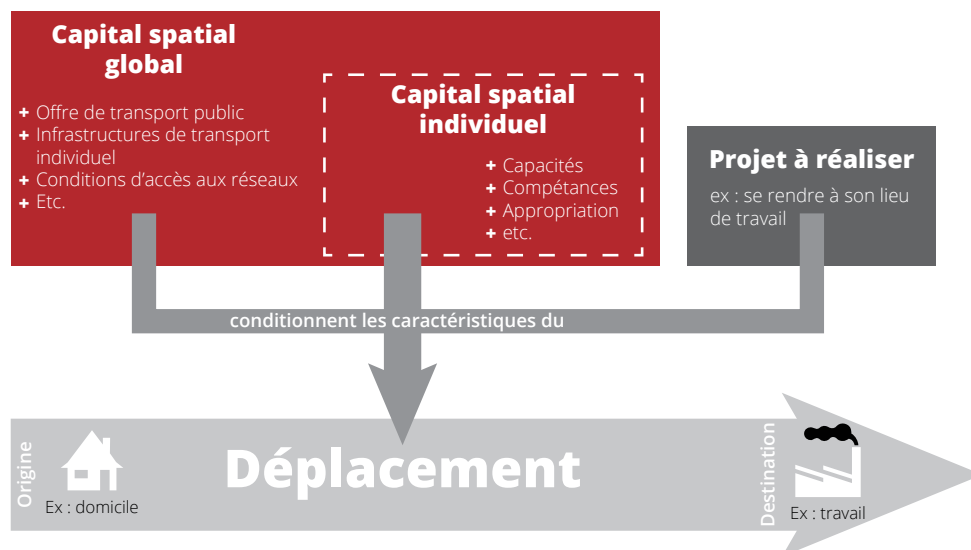 Capital spatial
global
+ Offre de transport public
+ Infrastructures de transport
individuel
+ Conditions d'accès aux réseaux
+ Etc.
Capital spatial
individuel
+ Capacités
+ Compétances
+ Appropriation
+ etc.
Projet à réaliser
ex : se rendre à son lieu
de travail
conditionnent les caractéristiques du
Origine
Ex : domicile
Déplacement
Destination
Ex : travail